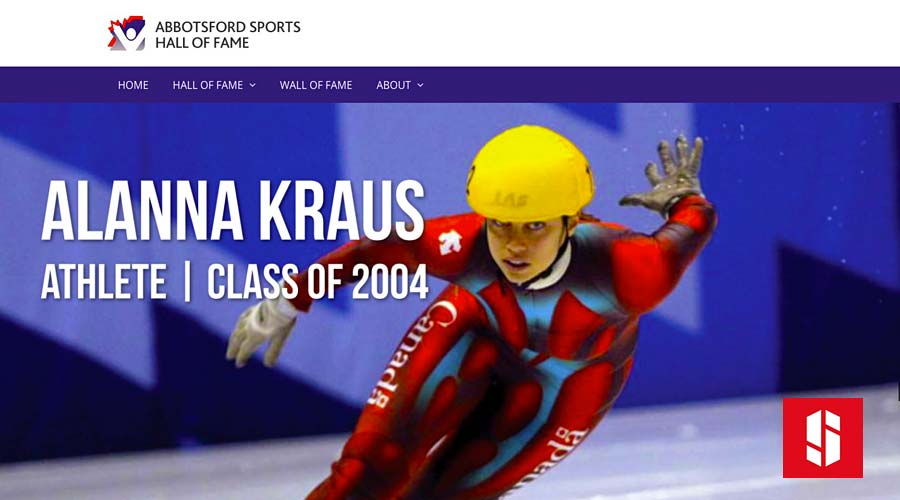 ABBOTSFORD SPORTS
HALL OF FAME
HOME HALL OF FAME WALL OF FAME ABOUT
ALANNA KRAUS
ATHLETE | CLASS OF 2004
Canada
Canada